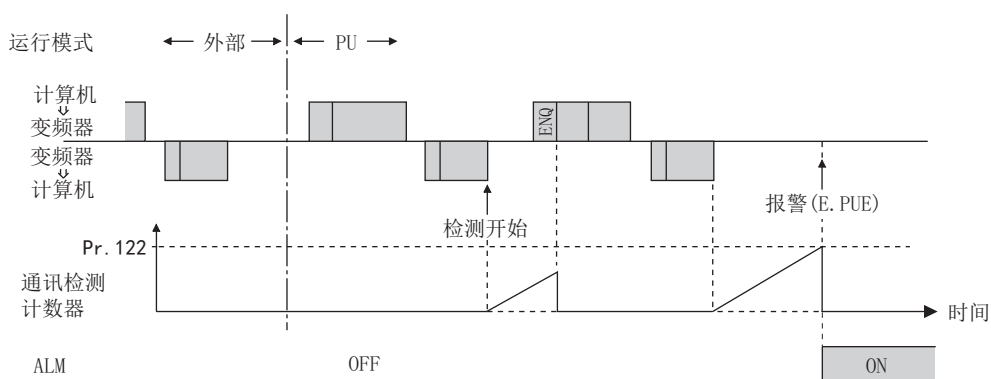 运行模式 外部 PU
计算机
⇩
变频器
ENQ
变频器
⇩
计算机
报警(E.PUE)
检测开始
Pr.122
通讯检测
计数器
时间
ALM OFF ON